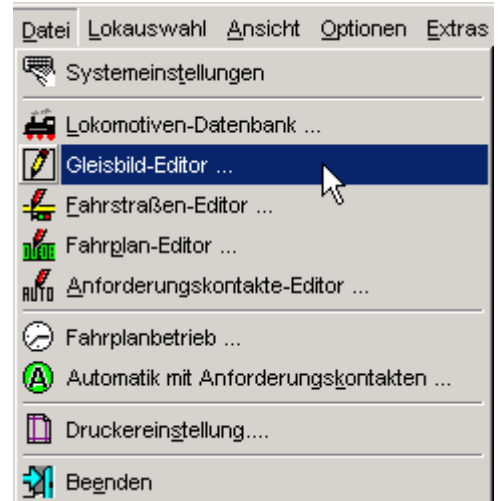 Datei Lokauswahl Ansicht Optionen Extras
Systemeinstellungen
Lokomotiven-Datenbank ...
Gleisbild-Editor ...
Fahrstraßen-Editor ...
Fahrplan-Editor ...
AUTO Anforderungskontakte-Editor ...
Fahrplanbetrieb ...
A Automatik mit Anforderungskontakten ...
Druckereinstellung....
Beenden